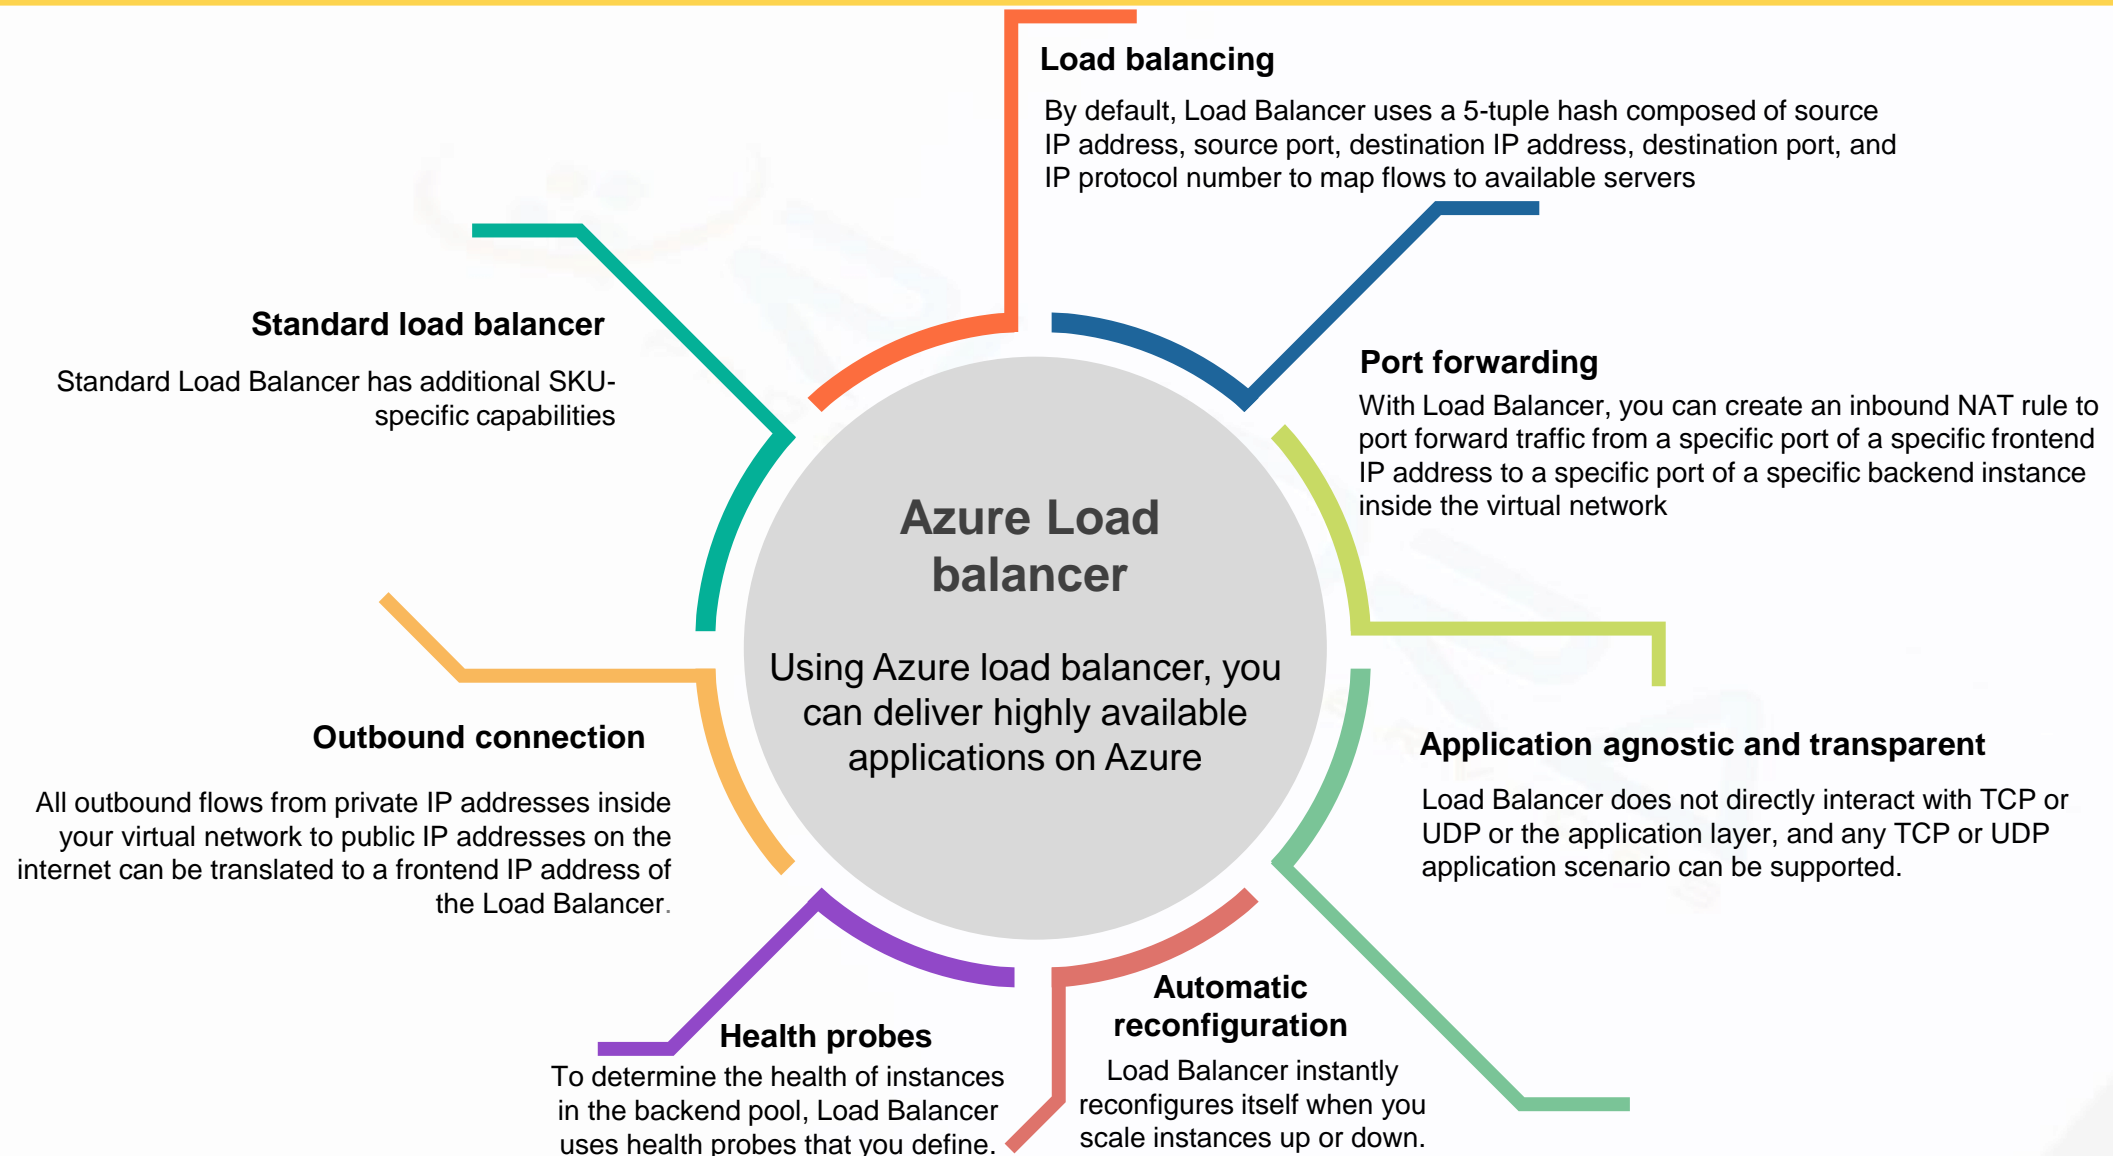 Load balancing
By default, Load Balancer uses a 5-tuple hash composed of source
IP address, source port, destination IP address, destination port, and
IP protocol number to map flows to available servers
Standard load balancer
Standard Load Balancer has additional SKU-
specific capabilities
Port forwarding
With Load Balancer, you can create an inbound NAT rule to
port forward traffic from a specific port of a specific frontend
IP address to a specific port of a specific backend instance
inside the virtual network
Azure Load
balancer
Using Azure load balancer, you
can deliver highly available
applications on Azure
Outbound connection
All outbound flows from private IP addresses inside
your virtual network to public IP addresses on the
internet can be translated to a frontend IP address of
the Load Balancer.
Application agnostic and transparent
Load Balancer does not directly interact with TCP or
UDP or the application layer, and any TCP or UDP
application scenario can be supported.
Health probes
To determine the health of instances
in the backend pool, Load Balancer
uses health probes that you define.
Automatic
reconfiguration
Load Balancer instantly
reconfigures itself when you
scale instances up or down.